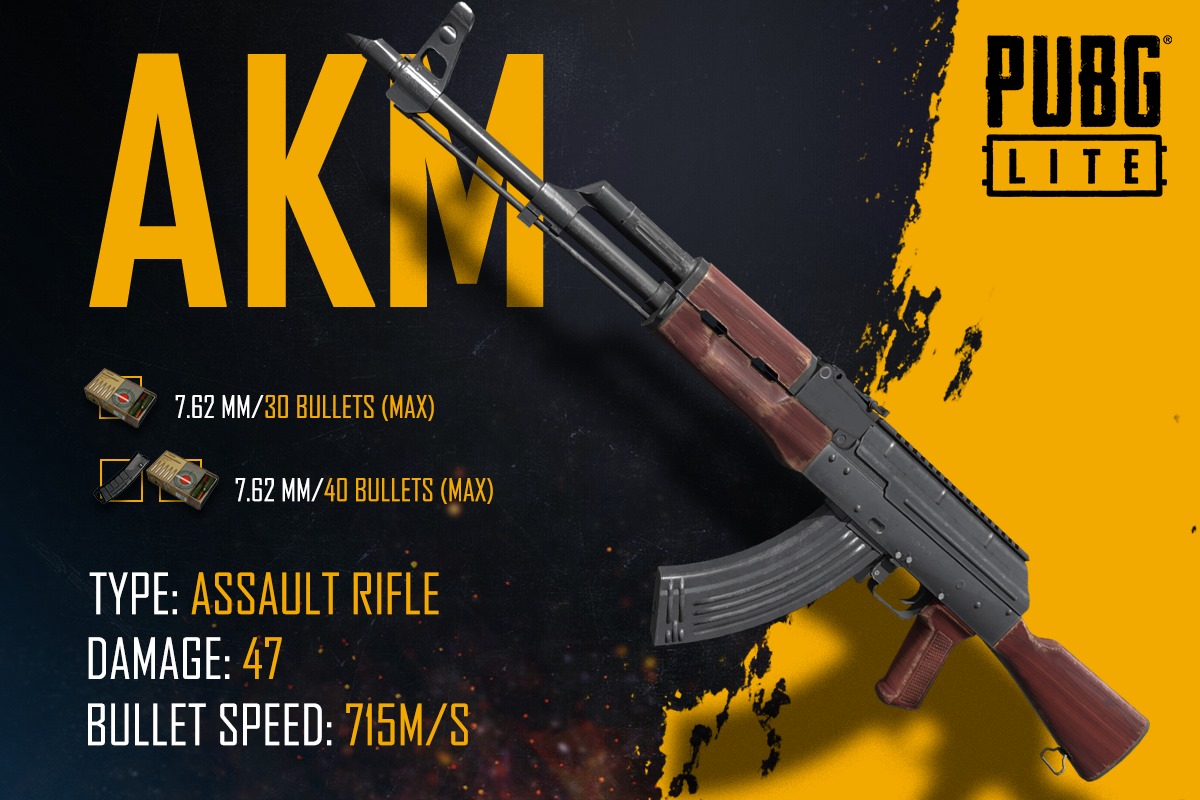 AKM
PUBG®
LITE
7.62 MM/30 BULLETS (MAX)
7.62 MM/40 BULLETS (MAX)
TYPE: ASSAULT RIFLE
DAMAGE: 47
BULLET SPEED: 715M/S